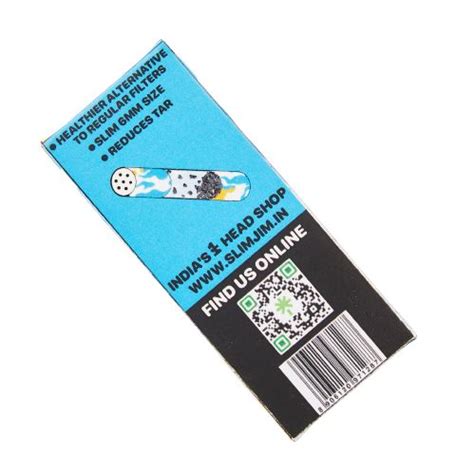 • HEALTHIER ALTERNATIVE
TO REGULAR FILTERS
• SLIM 6MM SIZE
• REDUCES TAR
INDIA'S 1 HEAD SHOP
WWW.SLIMJIM.IN
FIND US ONLINE